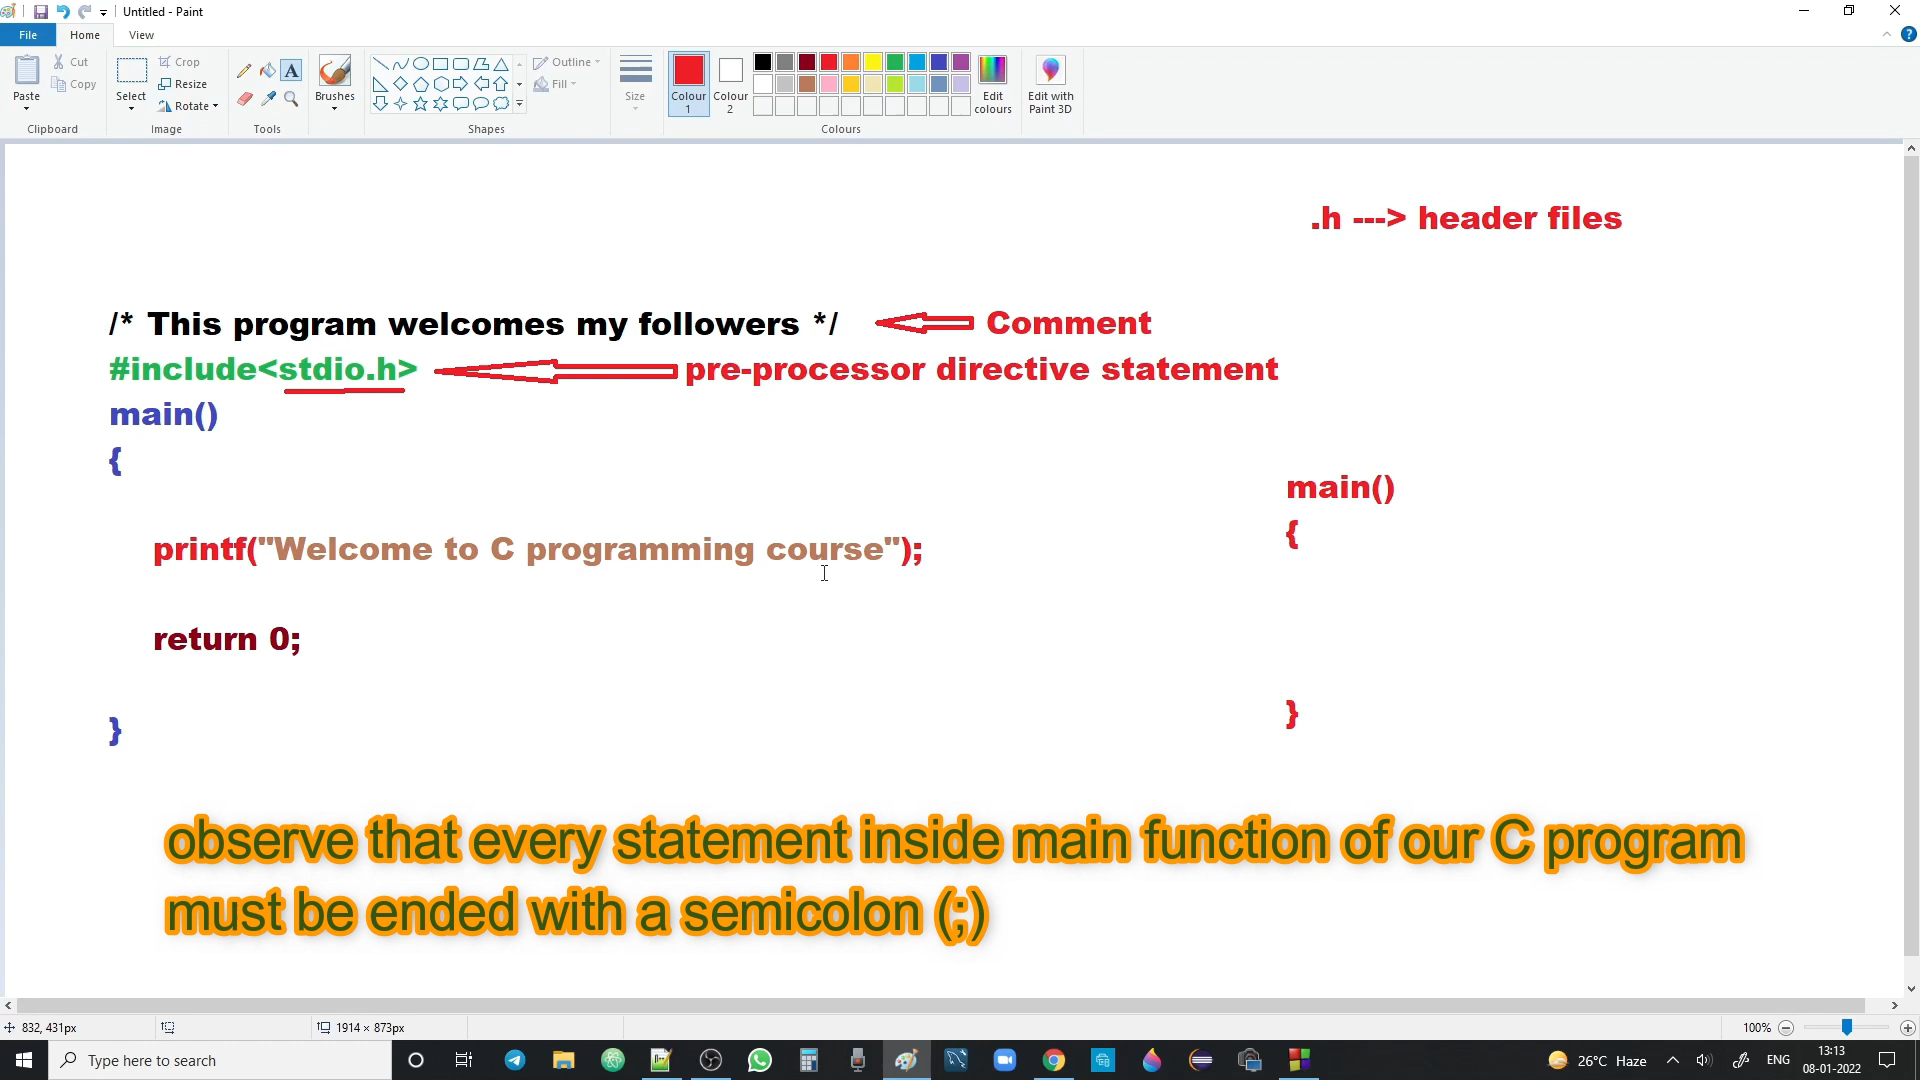 Untitled - Paint
File Home View
Cut
Copy
Paste
Clipboard
Crop
Resize
Rotate
Select
Image
Tools
Brushes
Outline
Fill
Shapes
Size
Colour 1
Colour 2
Edit colours
Colours
Edit with Paint 3D
.h ---> header files
/* This program welcomes my followers */ Comment
#include<stdio.h> pre-processor directive statement
main()
{
main()
{
printf("Welcome to C programming course");
return 0;
}
}
observe that every statement inside main function of our C program
must be ended with a semicolon (;)
832, 431px 1914 × 873px 100%
Type here to search
26°C Haze ENG 13:13
08-01-2022